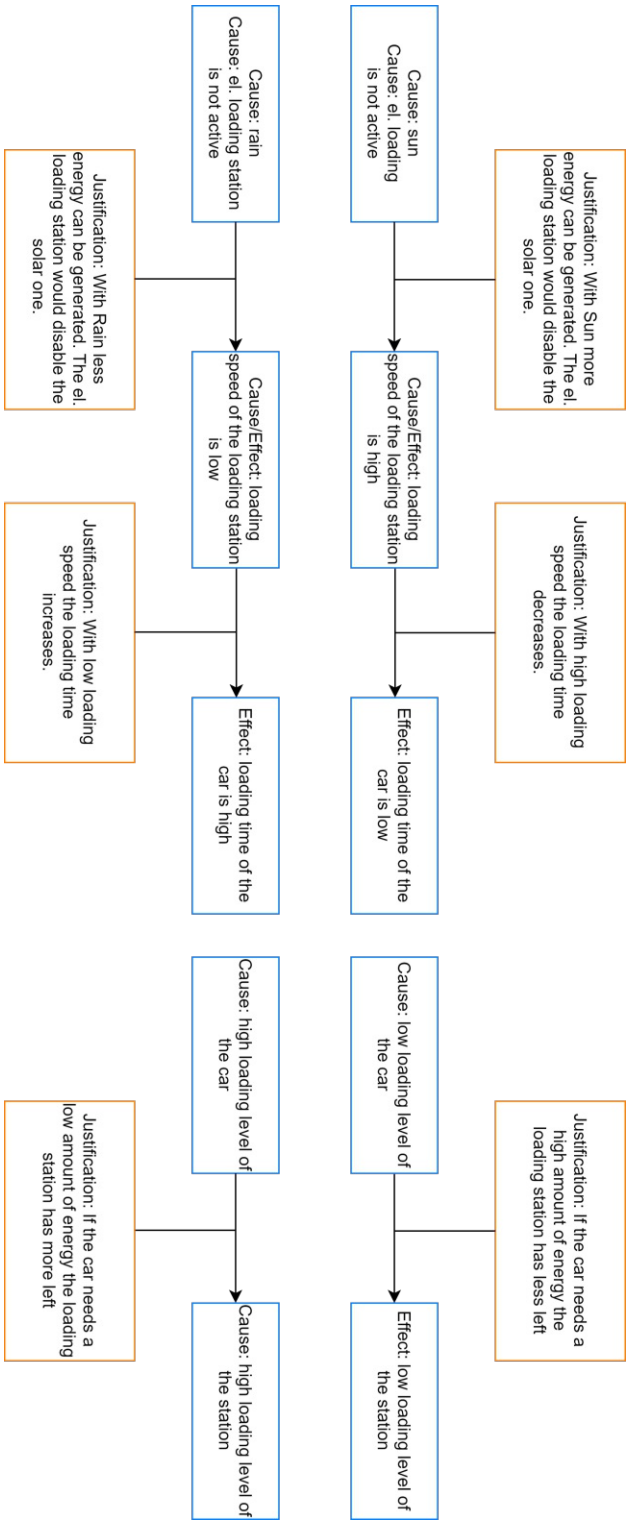 Justification: With Sun more
energy can be generated. The el.
loading station would disable the
solar one.
Justification: With high loading
speed the loading time
decreases.
Justification: If the car needs a
high amount of energy the
loading station has less left
Cause: sun
Cause: el. loading
is not active
Cause/Effect: loading
speed of the loading station
is high
Effect: loading time of the
car is low
Cause: low loading level of
the car
Effect: low loading level of
the station
Cause: rain
Cause: el. loading station
is not active
Cause/Effect: loading
speed of the loading station
is low
Effect: loading time of the
car is high
Cause: high loading level of
the car
Cause: high loading level of
the station
Justification: With Rain less
energy can be generated. The el.
loading station would disable the
solar one.
Justification: With low loading
speed the loading time
increases.
Justification: If the car needs a
low amount of energy the loading
station has more left